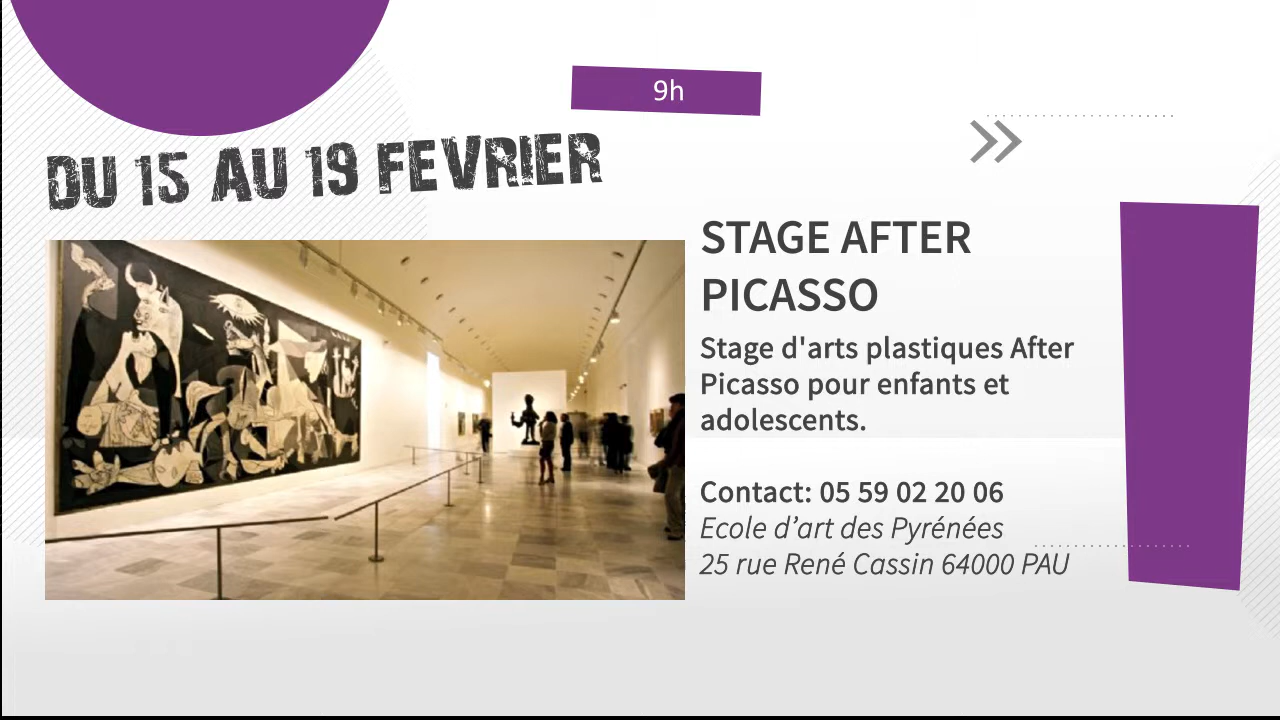 9h
DU 15 AU 19 FEVRIER
STAGE AFTER
PICASSO
Stage d'arts plastiques After
Picasso pour enfants et
adolescents.
Contact: 05 59 02 20 06
Ecole d’art des Pyrénées
25 rue René Cassin 64000 PAU